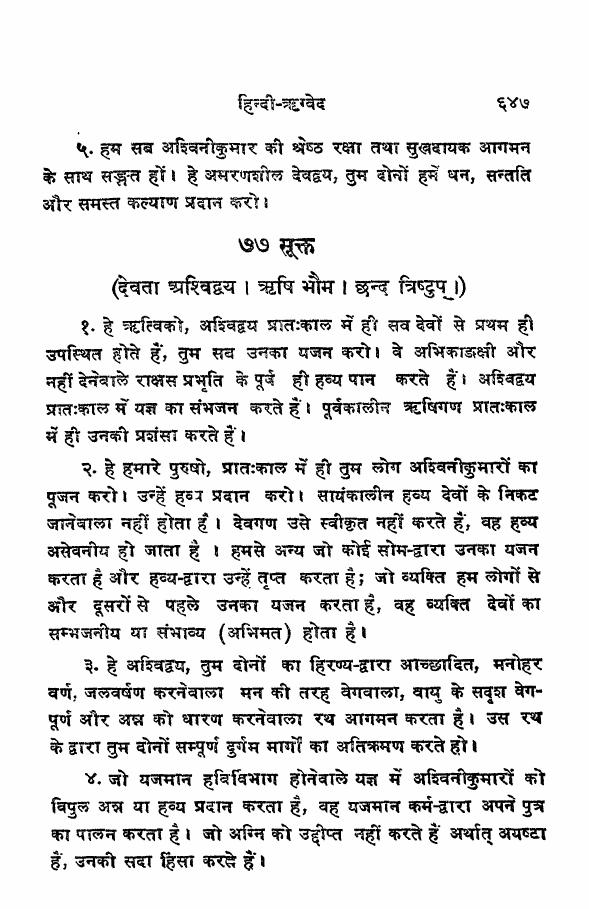 हिन्दी-ऋग्वेद ६४७
५. हम सब अश्विनीकुमार की श्रेष्ठ रक्षा तथा सुखदायक आगमन
के साथ सङ्गत हों। हे अमरणशील देवद्वय, तुम दोनों हमें धन, सन्तति
और समस्त कल्याण प्रदान करो।
७७ सूक्त
(देवता अश्विद्वय। ऋषि भौम। छन्द त्रिष्टुप्।)
१. हे ऋत्विको, अश्विद्वय प्रातःकाल में ही सब देवों से प्रथम ही
उपस्थित होते हैं, तुम सब उनका यजन करो। वे अभिकाङक्षी और
नहीं देनेवाले राक्षस प्रभृति के पूर्व ही हव्य पान करते हैं। अश्विद्वय
प्रातःकाल में यज्ञ का संभजन करते हैं। पूर्वकालीन ऋषिगण प्रातःकाल
में ही उनकी प्रशंसा करते हैं।
२. हे हमारे पुरुषो, प्रातःकाल में ही तुम लोग अश्विनीकुमारों का
पूजन करो। उन्हें हव्य प्रदान करो। सायंकालीन हव्य देवों के निकट
जानेवाला नहीं होता है। देवगण उसे स्वीकृत नहीं करते हैं, वह हव्य
असेवनीय हो जाता है। हमसे अन्य जो कोई सोम-द्वारा उनका यजन
करता है और हव्य-द्वारा उन्हें तृप्त करता है; जो व्यक्ति हम लोगों से
और दूसरों से पहले उनका यजन करता है, वह व्यक्ति देवों का
सम्भजनीय या संभाव्य (अभिमत) होता है।
३. हे अश्विद्वय, तुम दोनों का हिरण्य-द्वारा आच्छादित, मनोहर
वर्ण, जलवर्षण करनेवाला मन की तरह वेगवाला, वायु के सदृश वेग-
पूर्ण और अन्न को धारण करनेवाला रथ आगमन करता है। उस रथ
के द्वारा तुम दोनों सम्पूर्ण दुर्गम मार्गों का अतिक्रमण करते हो।
४. जो यजमान हविर्विभाग होनेवाले यज्ञ में अश्विनीकुमारों को
विपुल अन्न या हव्य प्रदान करता है, वह यजमान कर्म-द्वारा अपने पुत्र
का पालन करता है। जो अग्नि को उद्दीप्त नहीं करते हैं अर्थात् अयष्टा
हैं, उनकी सदा हिंसा करते हैं।